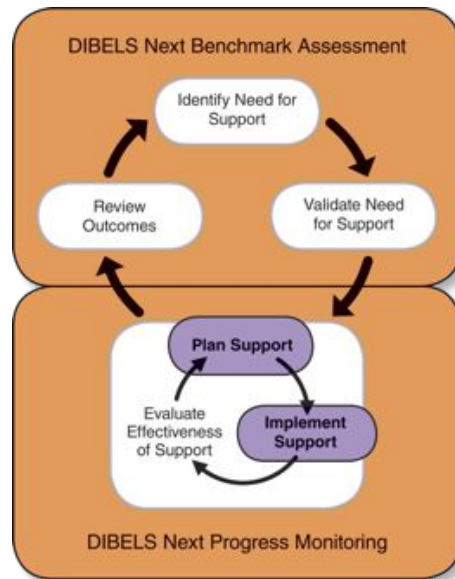 DIBELS Next Benchmark Assessment
Identify Need for
Support
Review
Outcomes
Validate Need
for Support
Plan Support
Evaluate
Effectiveness
of Support
Implement
Support
DIBELS Next Progress Monitoring